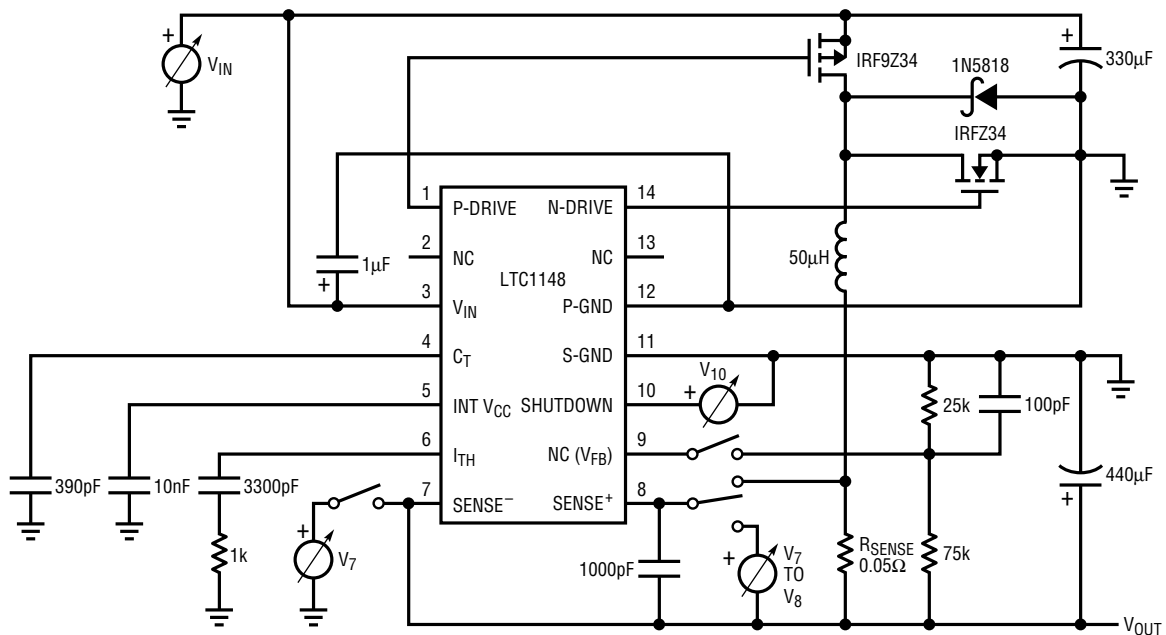 +
V_IN
IRF9Z34
1N5818
+
330µF
IRFZ34
1
P-DRIVE
N-DRIVE
14
2
NC
NC
13
1µF
+
LTC1148
50µH
3
V_IN
P-GND
12
4
C_T
S-GND
11
V_10
+
5
INT V_CC
SHUTDOWN
10
25k
100pF
6
I_TH
NC (V_FB)
9
390pF
10nF
3300pF
7
SENSE⁻
SENSE⁺
8
440µF
+
1k
+
V_7
1000pF
+
V_7
TO
V_8
R_SENSE
0.05Ω
75k
V_OUT